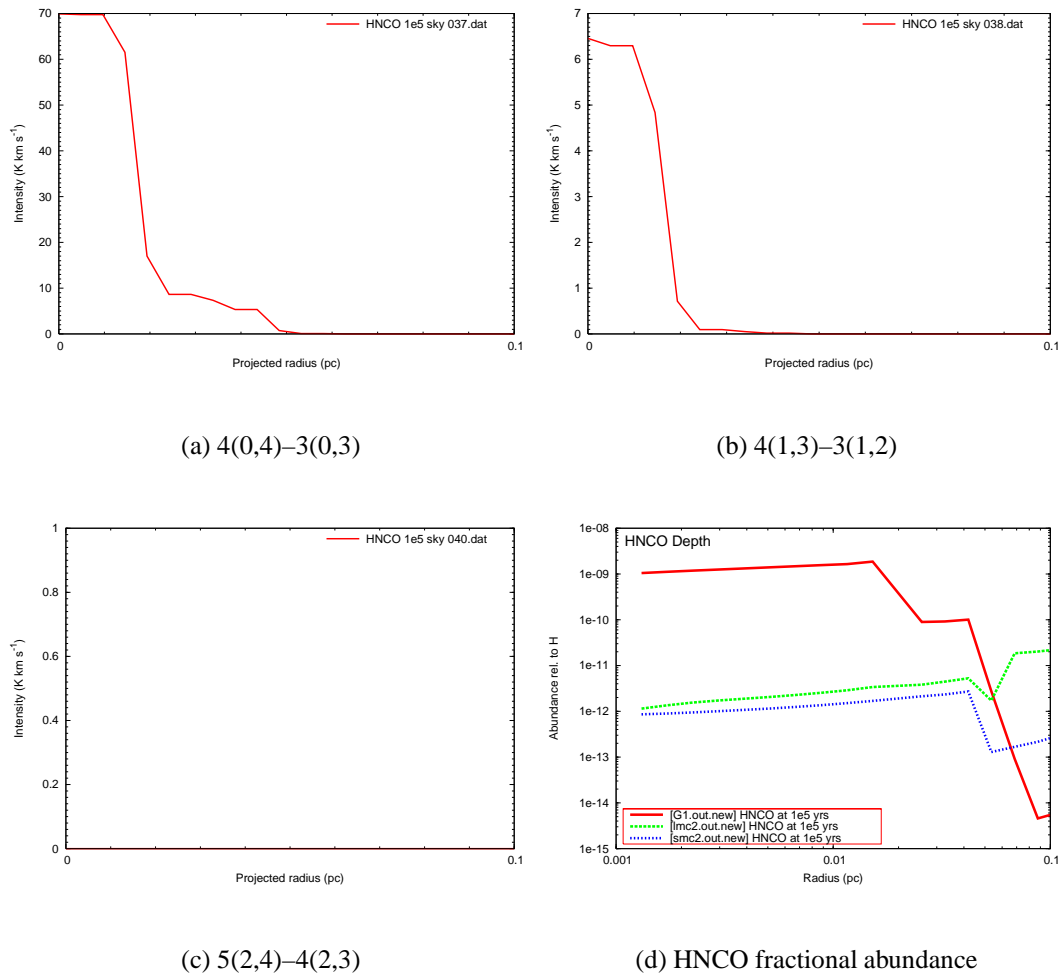 70
60
50
40
30
20
10
0
Intensity (K km s⁻¹)
HNCO 1e5 sky 037.dat
0
0.1
Projected radius (pc)
(a) 4(0,4)–3(0,3)
7
6
5
4
3
2
1
0
Intensity (K km s⁻¹)
HNCO 1e5 sky 038.dat
0
0.1
Projected radius (pc)
(b) 4(1,3)–3(1,2)
1
0.8
0.6
0.4
0.2
0
Intensity (K km s⁻¹)
HNCO 1e5 sky 040.dat
0
0.1
Projected radius (pc)
(c) 5(2,4)–4(2,3)
1e-08
1e-09
1e-10
1e-11
1e-12
1e-13
1e-14
1e-15
Abundance rel. to H
HNCO Depth
[G1.out.new] HNCO at 1e5 yrs
[lmc2.out.new] HNCO at 1e5 yrs
[smc2.out.new] HNCO at 1e5 yrs
0.001
0.01
0.1
Radius (pc)
(d) HNCO fractional abundance